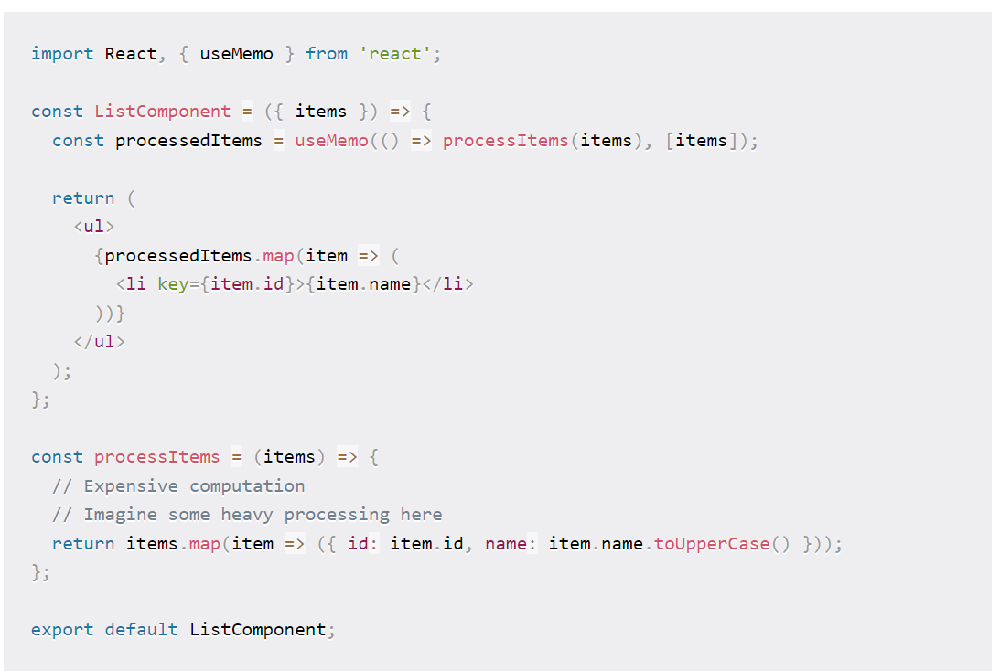 import React, { useMemo } from 'react';
const ListComponent = ({ items }) => {
  const processedItems = useMemo(() => processItems(items), [items]);
  return (
    <ul>
      {processedItems.map(item => (
        <li key={item.id}>{item.name}</li>
      ))}
    </ul>
  );
};
const processItems = (items) => {
  // Expensive computation
  // Imagine some heavy processing here
  return items.map(item => ({ id: item.id, name: item.name.toUpperCase() }));
};
export default ListComponent;